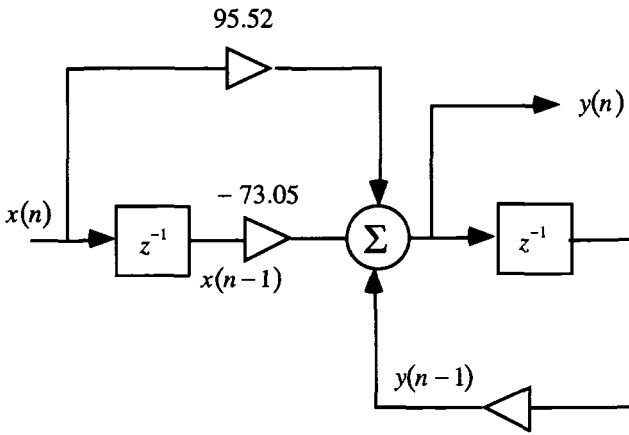 95.52
y(n)
− 73.05
x(n)
z⁻¹
Σ
z⁻¹
x(n−1)
y(n−1)